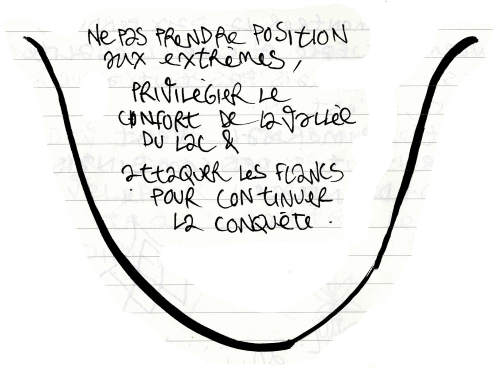 NE PAS PRENDRE POSITION
aux extrêmes,
PRIVILÉGIER LE
CONFORT DE LA VALLÉE
DU LAC &
attaquer les flancs
POUR CONTINUER
LA CONQUÊTE.